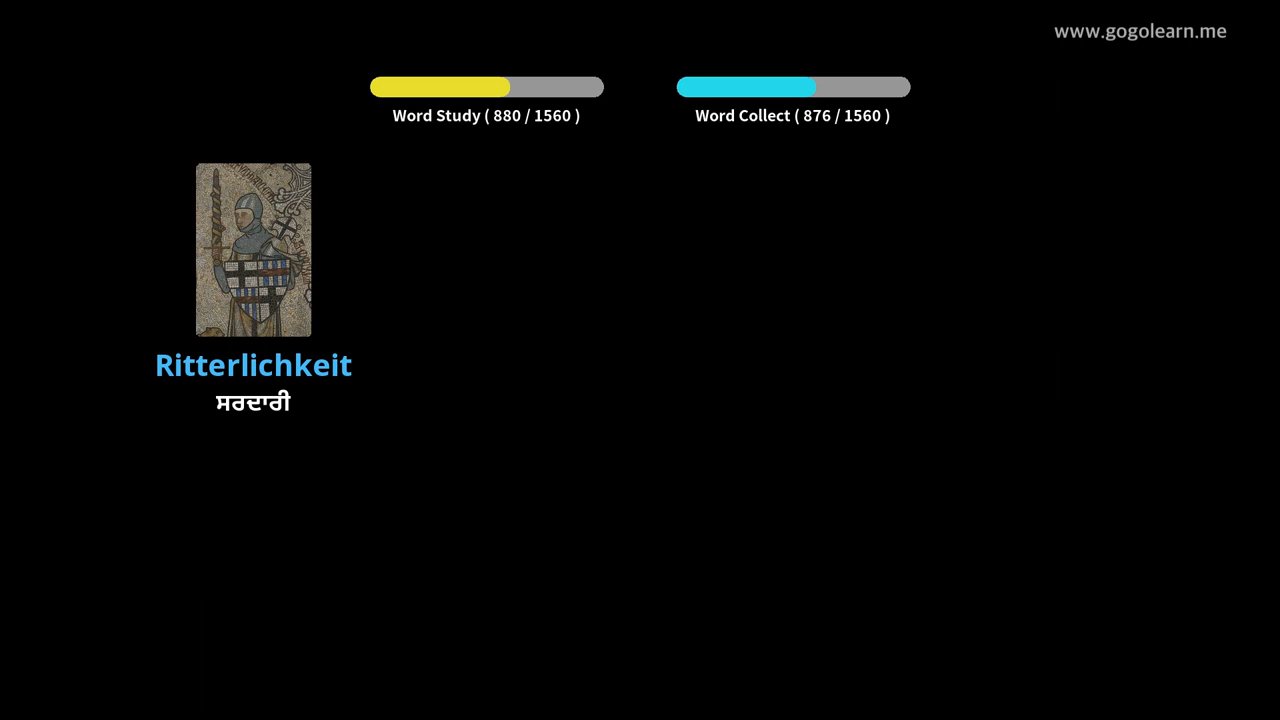 www.gogolearn.me
Word Study ( 880 / 1560 )
Word Collect ( 876 / 1560 )
Ritterlichkeit
ਸਰਦਾਰੀ